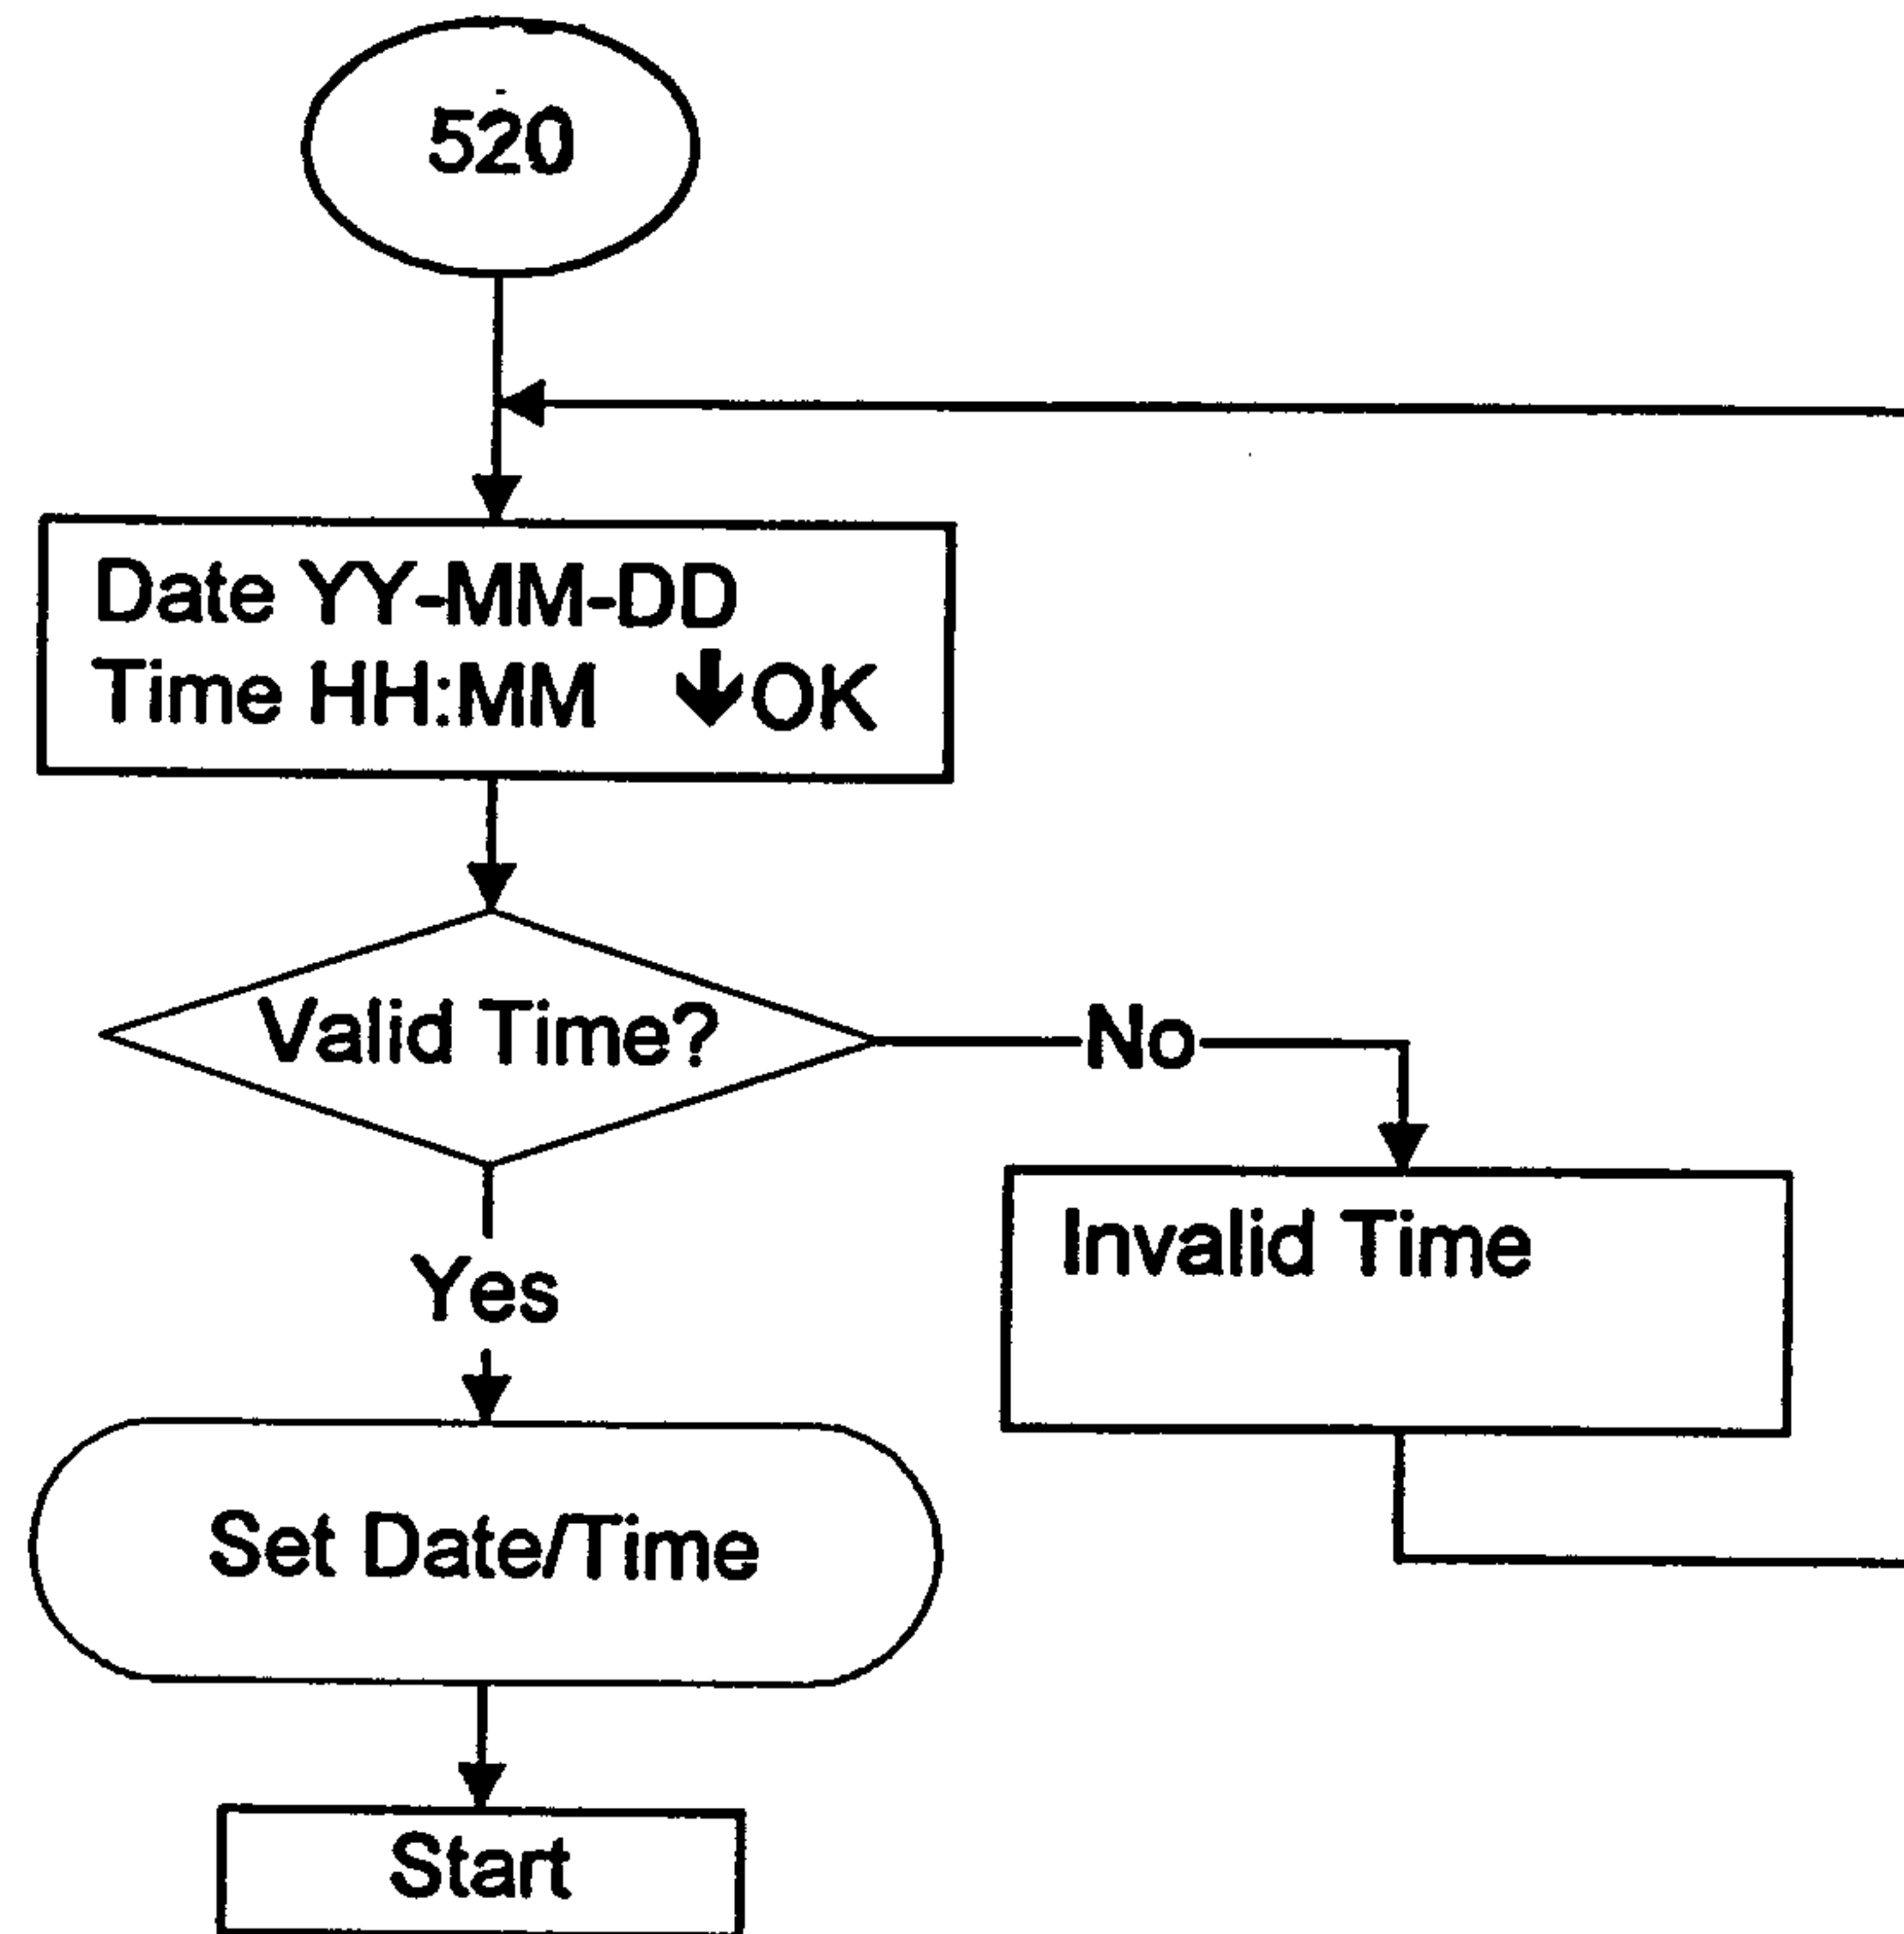 520
Date YY-MM-DD
Time HH:MM ↓OK
Valid Time?
No
Yes
Invalid Time
Set Date/Time
Start